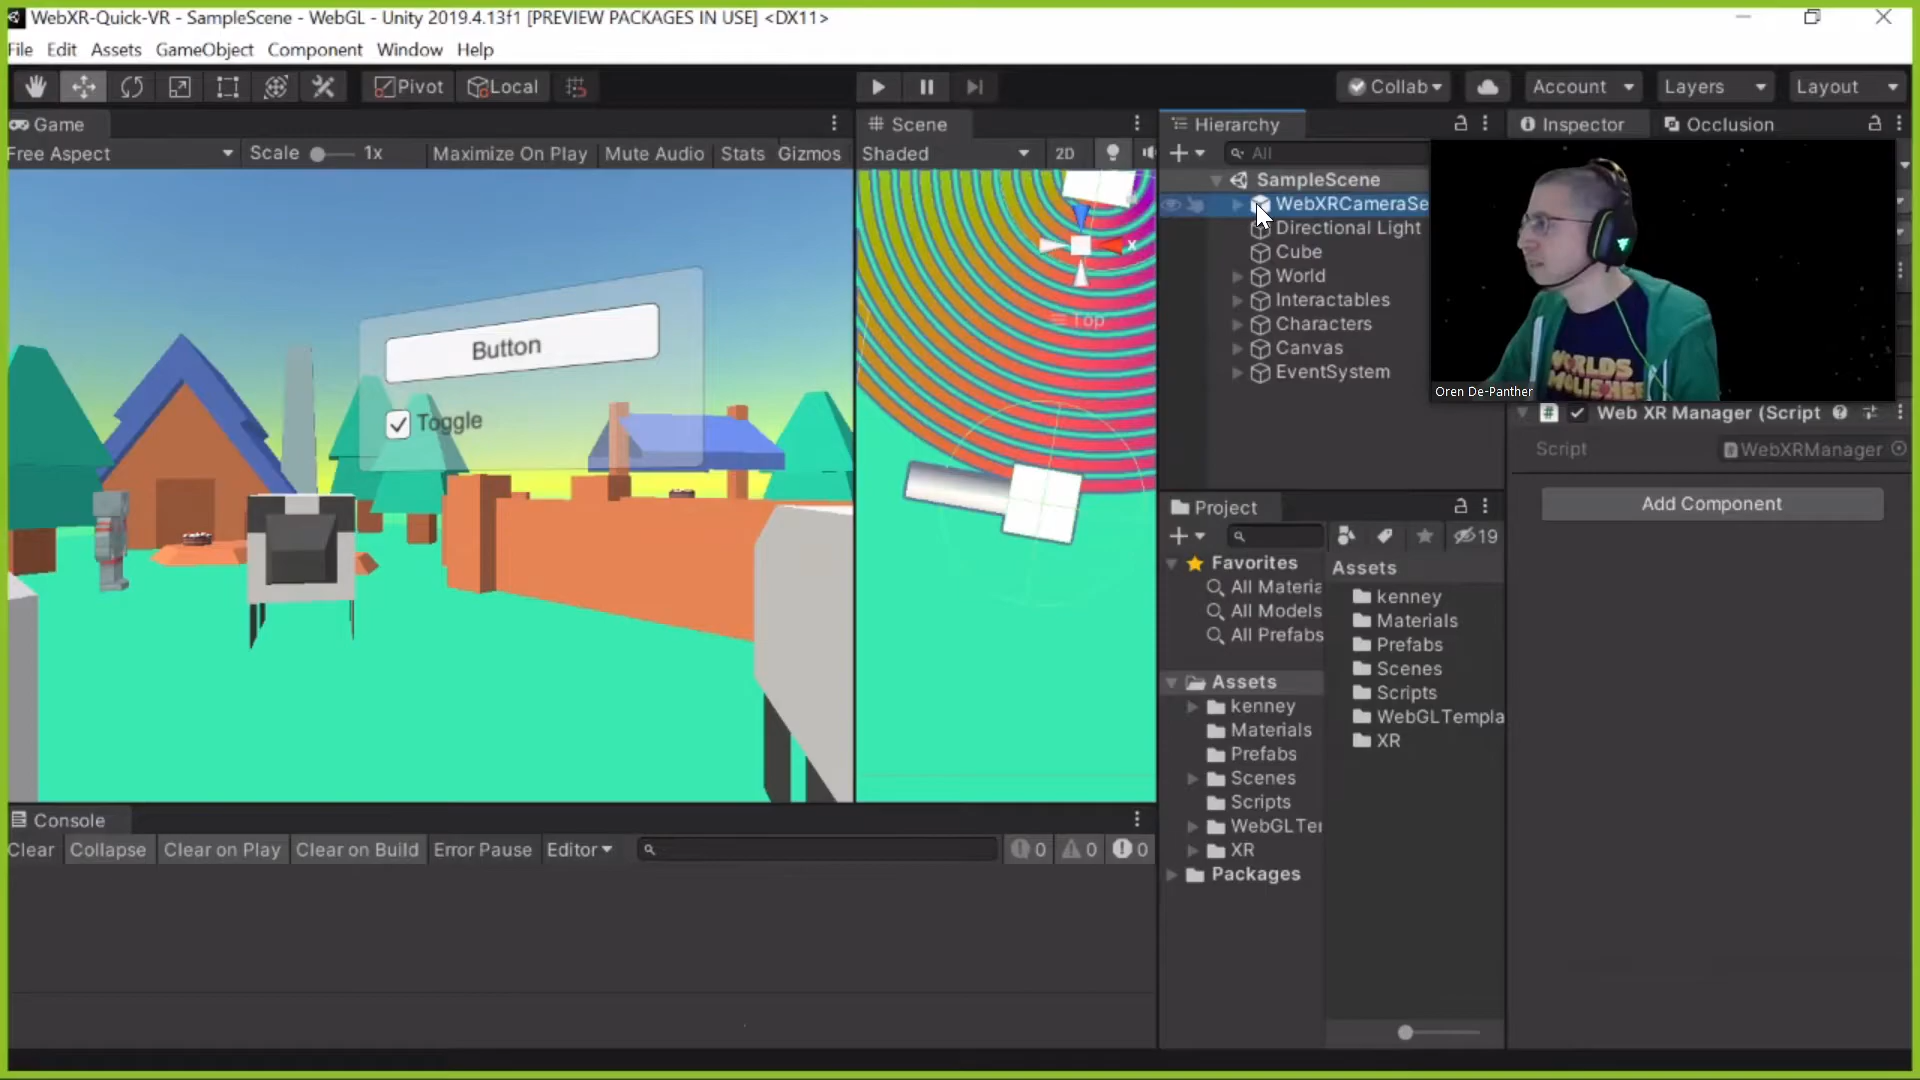 WebXR-Quick-VR - SampleScene - WebGL - Unity 2019.4.13f1 [PREVIEW PACKAGES IN USE] <DX11>
File Edit Assets GameObject Component Window Help
Pivot Local Collab Account Layers Layout
Game Scene Hierarchy Inspector Occlusion
Free Aspect Scale 1x Maximize On Play Mute Audio Stats Gizmos Shaded 2D All
SampleScene
WebXRCameraSe
Directional Light
Cube
World
Interactables
Characters
Canvas
EventSystem
x
Top
Button
Toggle
WORLDS
Oren De-Panther
Web XR Manager (Script
Script WebXRManager
Add Component
Project
19
Favorites
All Materia
All Models
All Prefabs
Assets
kenney
Materials
Prefabs
Scenes
Scripts
WebGLTer
XR
Packages
Assets
kenney
Materials
Prefabs
Scenes
Scripts
WebGLTempla
XR
Console
Clear Collapse Clear on Play Clear on Build Error Pause Editor 0 0 0